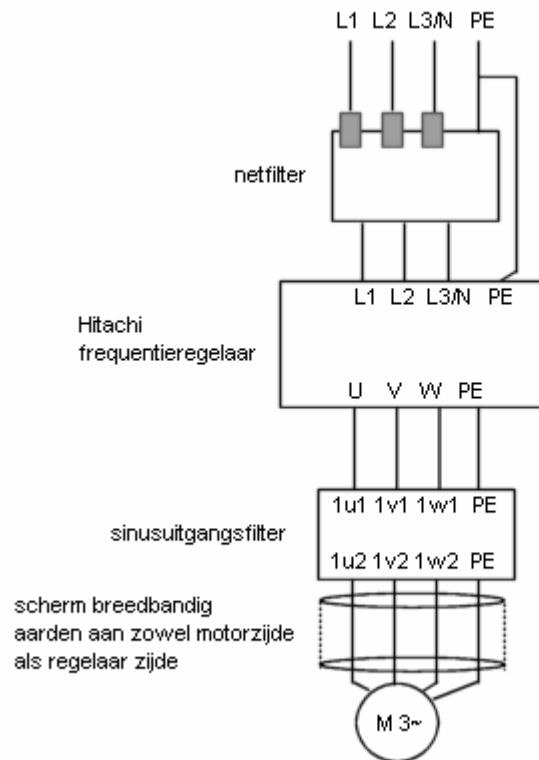 L1 L2 L3/N PE
netfilter
L1 L2 L3/N PE
Hitachi
frequentieregelaar
U V W PE
1u1 1v1 1w1 PE
sinusuitgangsfilter
1u2 1v2 1w2 PE
scherm breedbandig
aarden aan zowel motorzijde
als regelaar zijde
M 3~